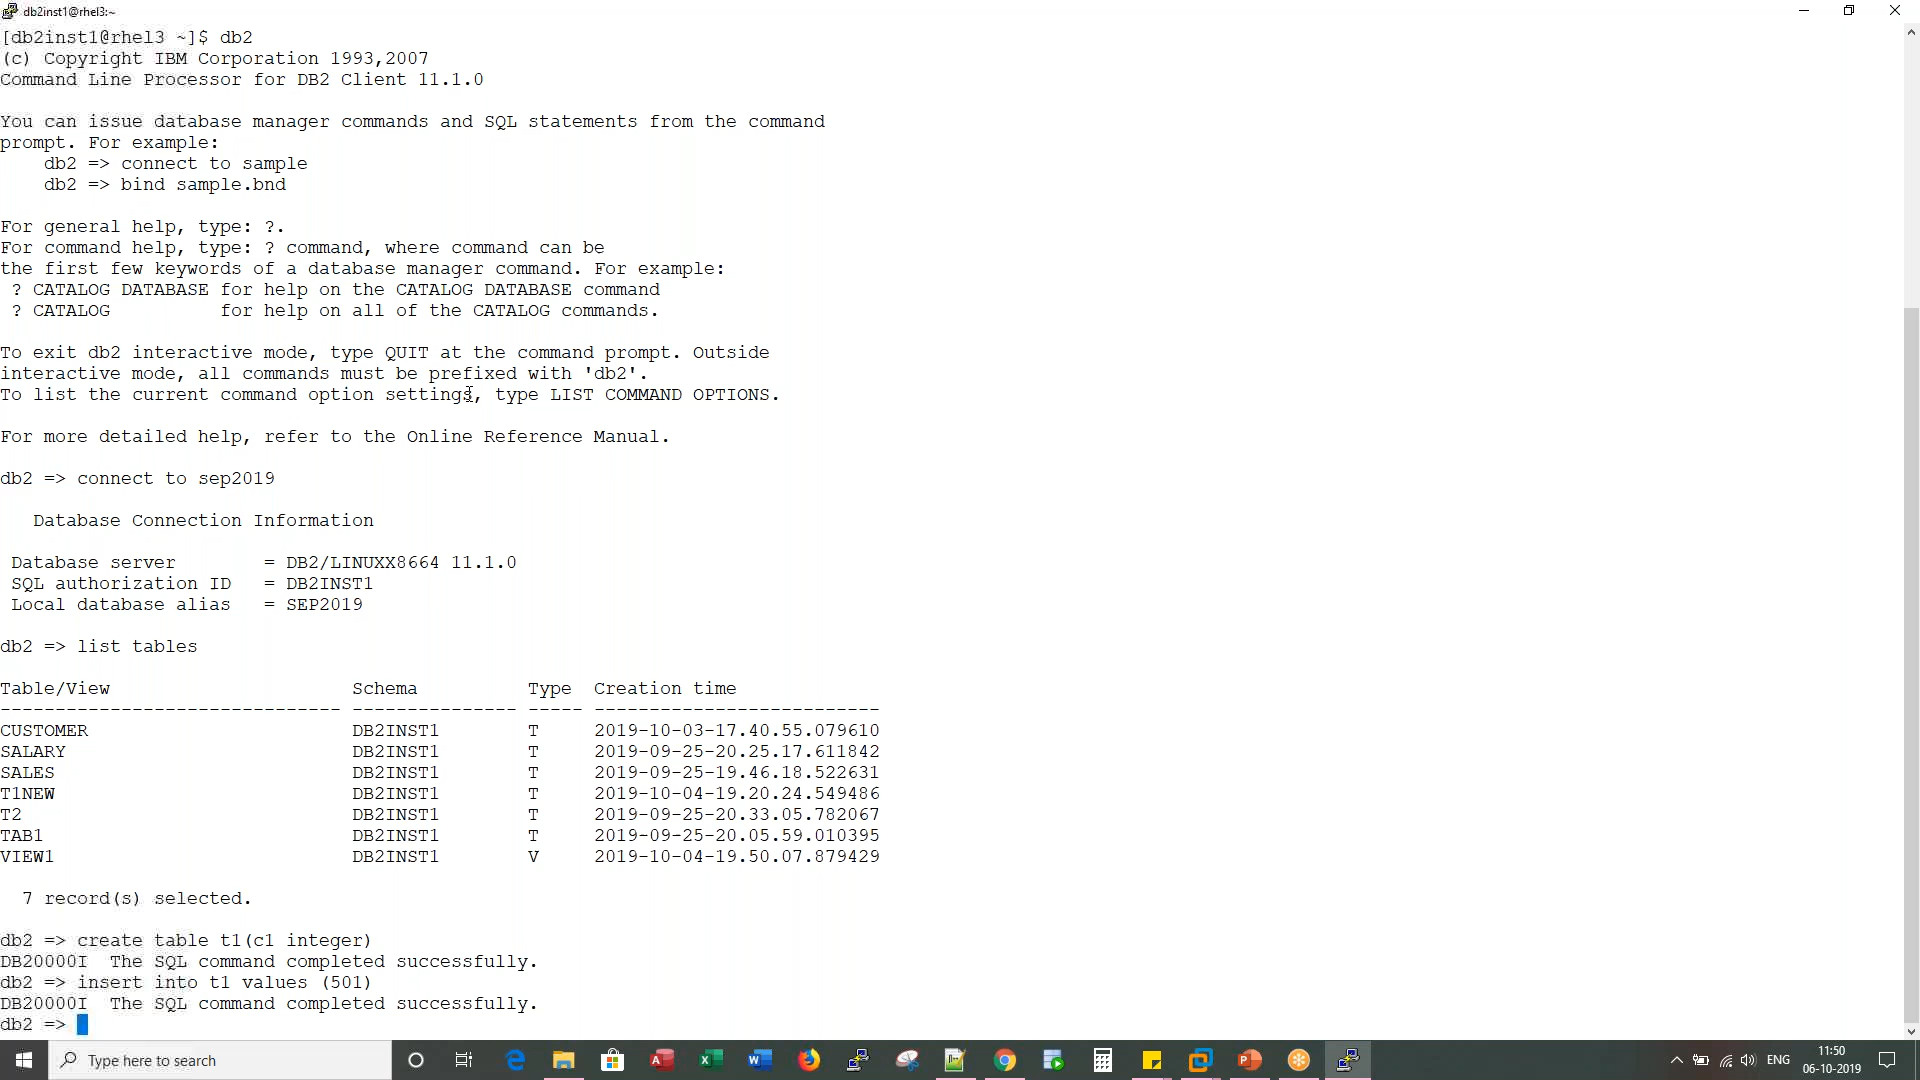 db2inst1@rhel3:~
[db2inst1@rhel3 ~]$ db2
(c) Copyright IBM Corporation 1993,2007
Command Line Processor for DB2 Client 11.1.0
You can issue database manager commands and SQL statements from the command
prompt. For example:
    db2 => connect to sample
    db2 => bind sample.bnd
For general help, type: ?.
For command help, type: ? command, where command can be
the first few keywords of a database manager command. For example:
 ? CATALOG DATABASE for help on the CATALOG DATABASE command
 ? CATALOG          for help on all of the CATALOG commands.
To exit db2 interactive mode, type QUIT at the command prompt. Outside
interactive mode, all commands must be prefixed with 'db2'.
To list the current command option settings, type LIST COMMAND OPTIONS.
For more detailed help, refer to the Online Reference Manual.
db2 => connect to sep2019
   Database Connection Information
 Database server        = DB2/LINUXX8664 11.1.0
 SQL authorization ID   = DB2INST1
 Local database alias   = SEP2019
db2 => list tables
Table/View                      Schema          Type  Creation time
------------------------------- --------------- ----- --------------------------
CUSTOMER                        DB2INST1        T     2019-10-03-17.40.55.079610
SALARY                          DB2INST1        T     2019-09-25-20.25.17.611842
SALES                           DB2INST1        T     2019-09-25-19.46.18.522631
T1NEW                           DB2INST1        T     2019-10-04-19.20.24.549486
T2                              DB2INST1        T     2019-09-25-20.33.05.782067
TAB1                            DB2INST1        T     2019-09-25-20.05.59.010395
VIEW1                           DB2INST1        V     2019-10-04-19.50.07.879429
  7 record(s) selected.
db2 => create table t1(c1 integer)
DB20000I  The SQL command completed successfully.
db2 => insert into t1 values (501)
DB20000I  The SQL command completed successfully.
db2 =>
Type here to search
ENG
11:50
06-10-2019